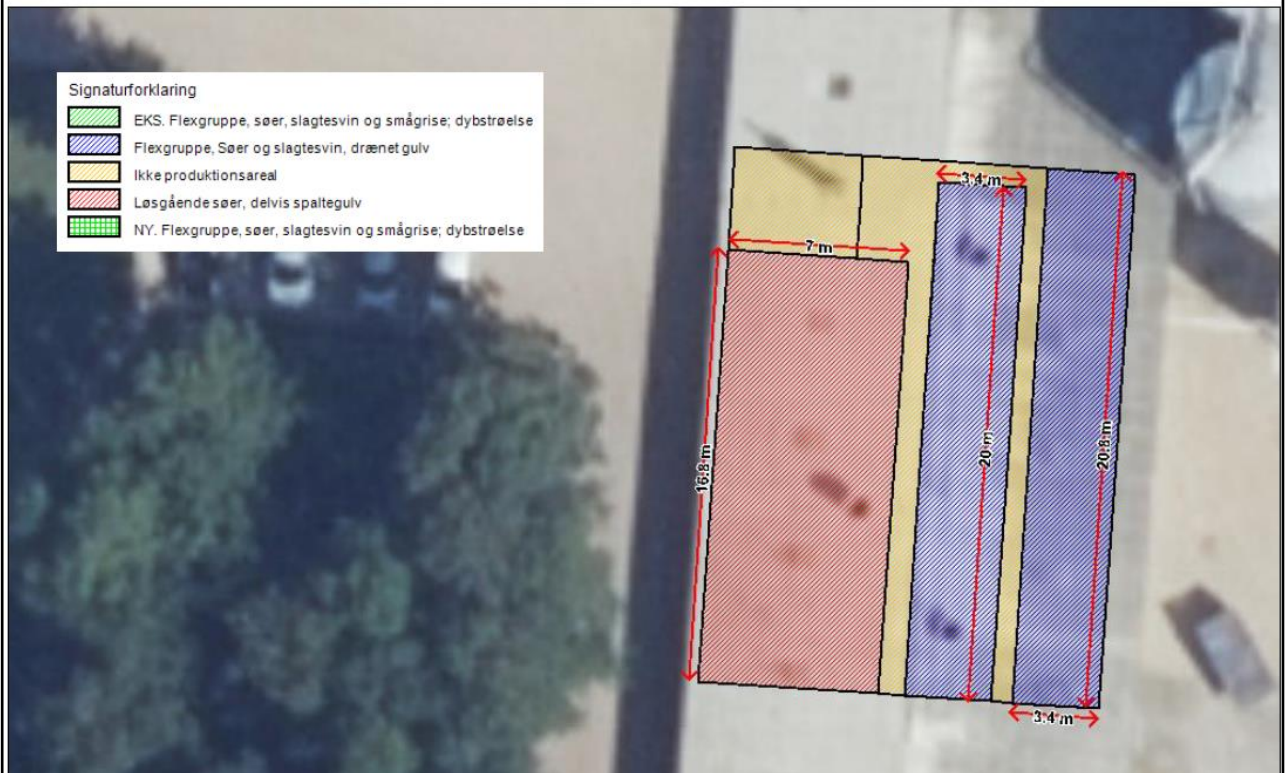 Signaturforklaring
EKS. Flexgruppe, søer, slagtesvin og smågrise; dybstrøelse
Flexgruppe, Søer og slagtesvin, drænet gulv
Ikke produktionsareal
Løsgående søer, delvis spaltegulv
NY. Flexgruppe, søer, slagtesvin og smågrise; dybstrøelse
3.4 m
7 m
16.8 m
20 m
20.8 m
3.4 m